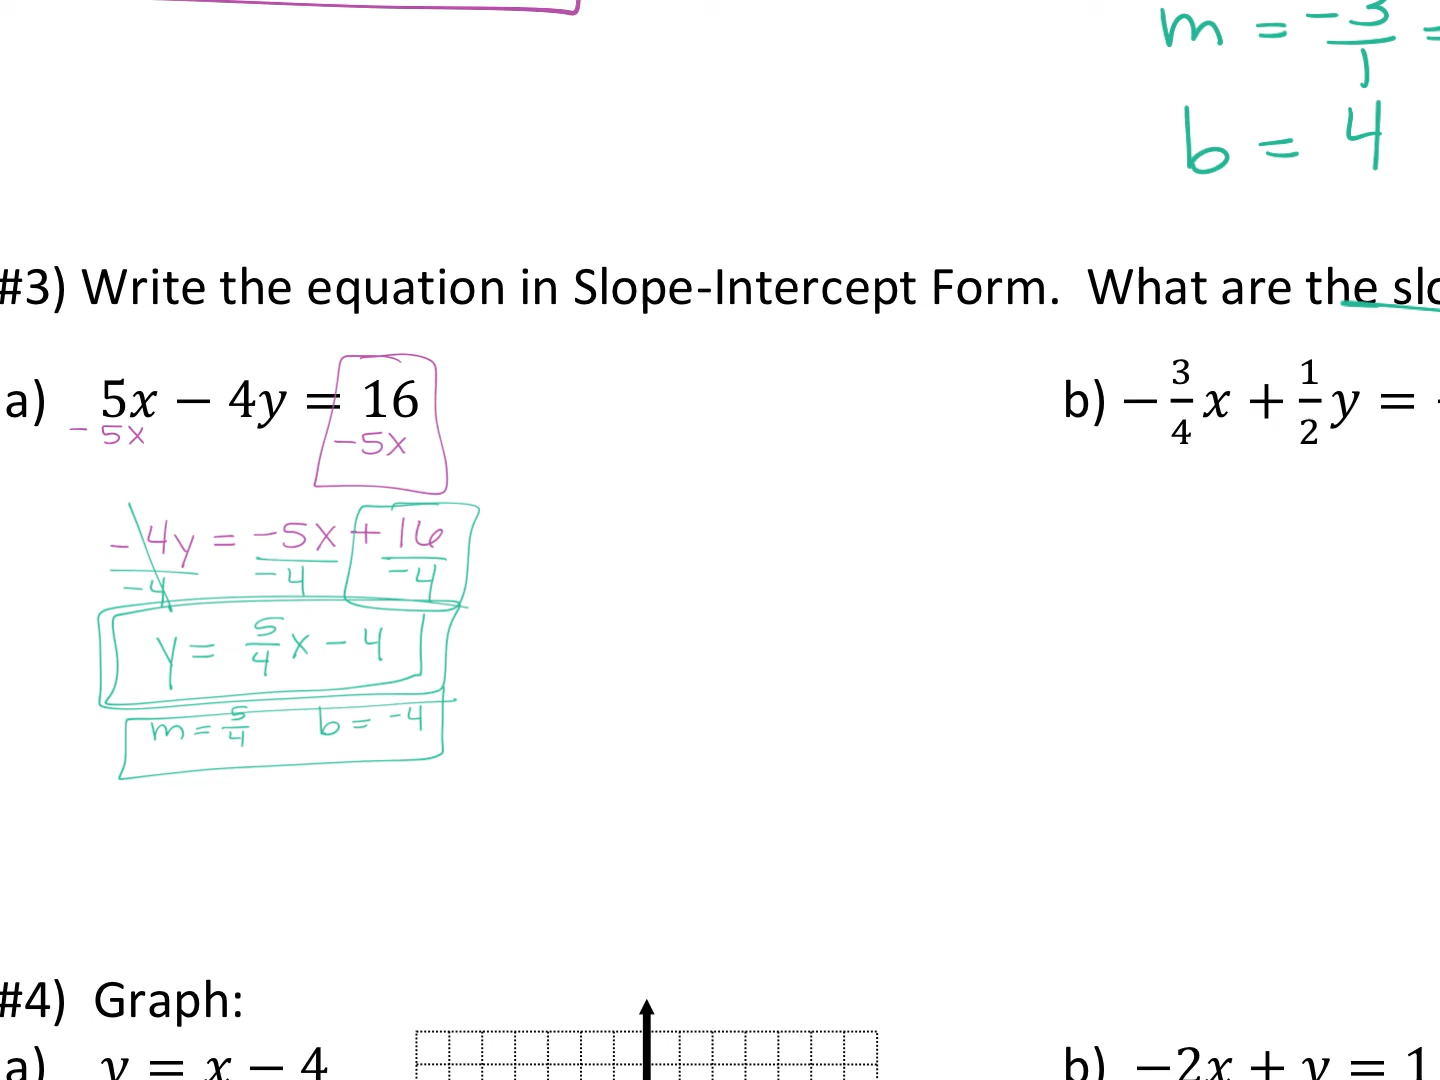 m = -3/1 =
b = 4
#3) Write the equation in Slope-Intercept Form. What are the slo
a) 5x − 4y = 16
- 5x -5x
b) −3/4 x + 1/2 y = -
-4y = -5x + 16
-4 -4 -4
y = 5/4 x - 4
m = 5/4 b = -4
#4) Graph:
a) y = x − 4
b) −2x + y = 1